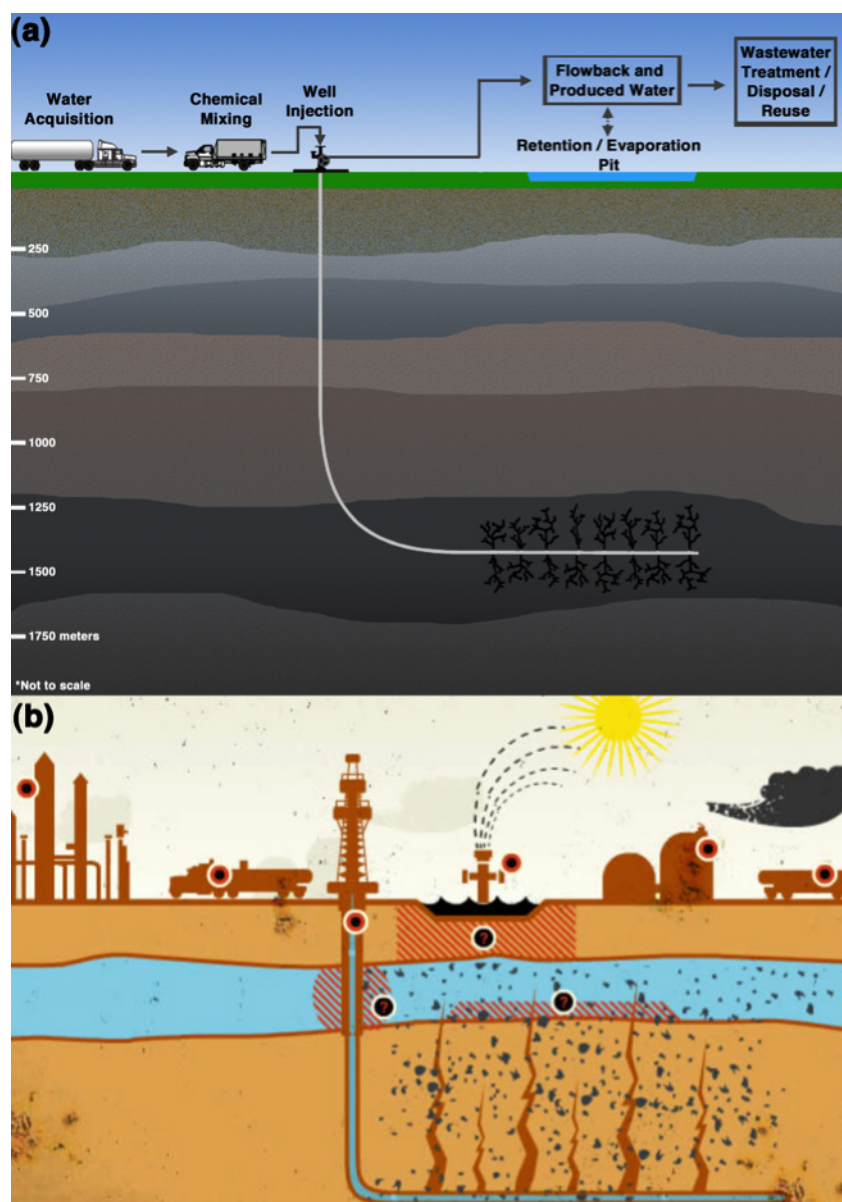 (a)
Water
Acquisition
Chemical
Mixing
Well
Injection
Flowback and
Produced Water
Wastewater
Treatment /
Disposal /
Reuse
Retention / Evaporation
Pit
250
500
750
1000
1250
1500
1750 meters
*Not to scale
(b)
?
?
?